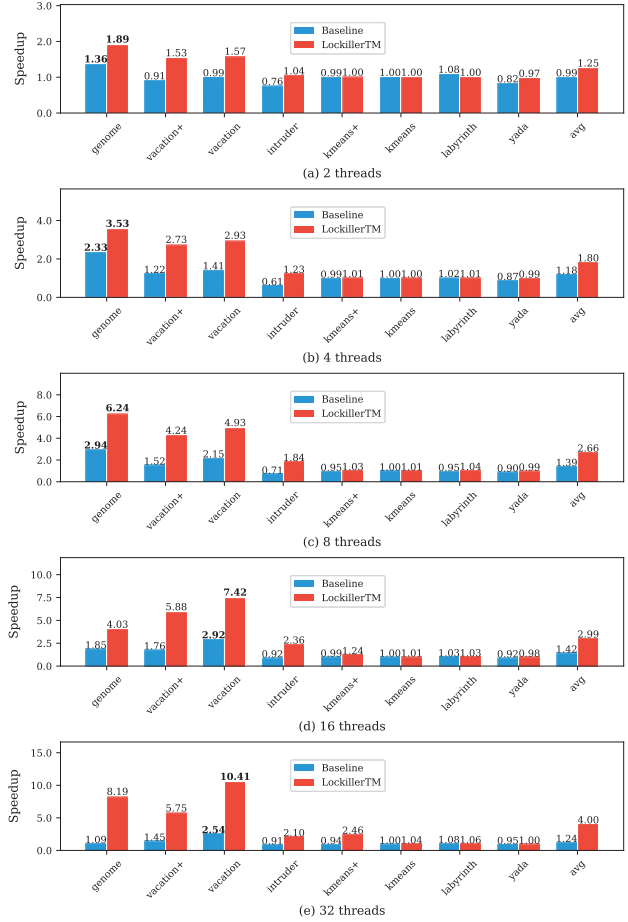 3.0
2.0
1.0
0.0
Speedup
Baseline
LockillerTM
1.36 1.89 0.91 1.53 0.99 1.57 0.76 1.04 0.99 1.00 1.00 1.00 1.08 1.00 0.82 0.97 0.99 1.25
genome vacation+ vacation intruder kmeans+ kmeans labyrinth yada avg
(a) 2 threads
4.0
2.0
0.0
Speedup
Baseline
LockillerTM
2.33 3.53 1.22 2.73 1.41 2.93 0.61 1.23 0.99 1.01 1.00 1.00 1.02 1.01 0.87 0.99 1.18 1.80
genome vacation+ vacation intruder kmeans+ kmeans labyrinth yada avg
(b) 4 threads
8.0
6.0
4.0
2.0
0.0
Speedup
Baseline
LockillerTM
2.94 6.24 1.52 4.24 2.15 4.93 0.71 1.84 0.95 1.03 1.00 1.01 0.95 1.04 0.90 0.99 1.39 2.66
genome vacation+ vacation intruder kmeans+ kmeans labyrinth yada avg
(c) 8 threads
10.0
7.5
5.0
2.5
0.0
Speedup
Baseline
LockillerTM
1.85 4.03 1.76 5.88 2.92 7.42 0.92 2.36 0.99 1.24 1.00 1.01 1.03 1.03 0.92 0.98 1.42 2.99
genome vacation+ vacation intruder kmeans+ kmeans labyrinth yada avg
(d) 16 threads
15.0
10.0
5.0
0.0
Speedup
Baseline
LockillerTM
1.09 8.19 1.45 5.75 2.54 10.41 0.91 2.10 0.94 2.46 1.00 1.04 1.08 1.06 0.95 1.00 1.24 4.00
genome vacation+ vacation intruder kmeans+ kmeans labyrinth yada avg
(e) 32 threads